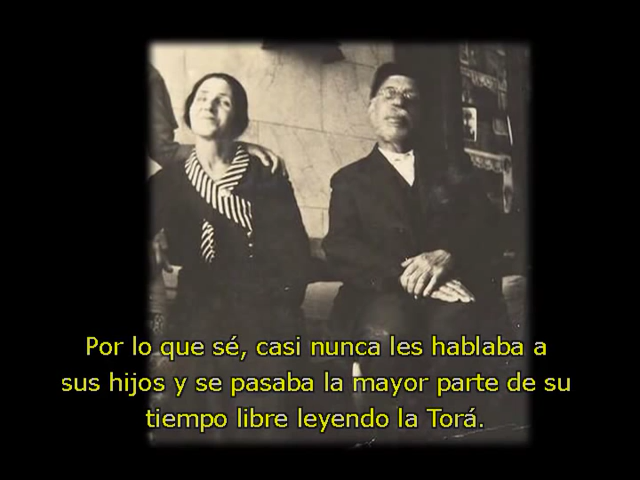 Por lo que sé, casi nunca les hablaba a
sus hijos y se pasaba la mayor parte de su
tiempo libre leyendo la Torá.